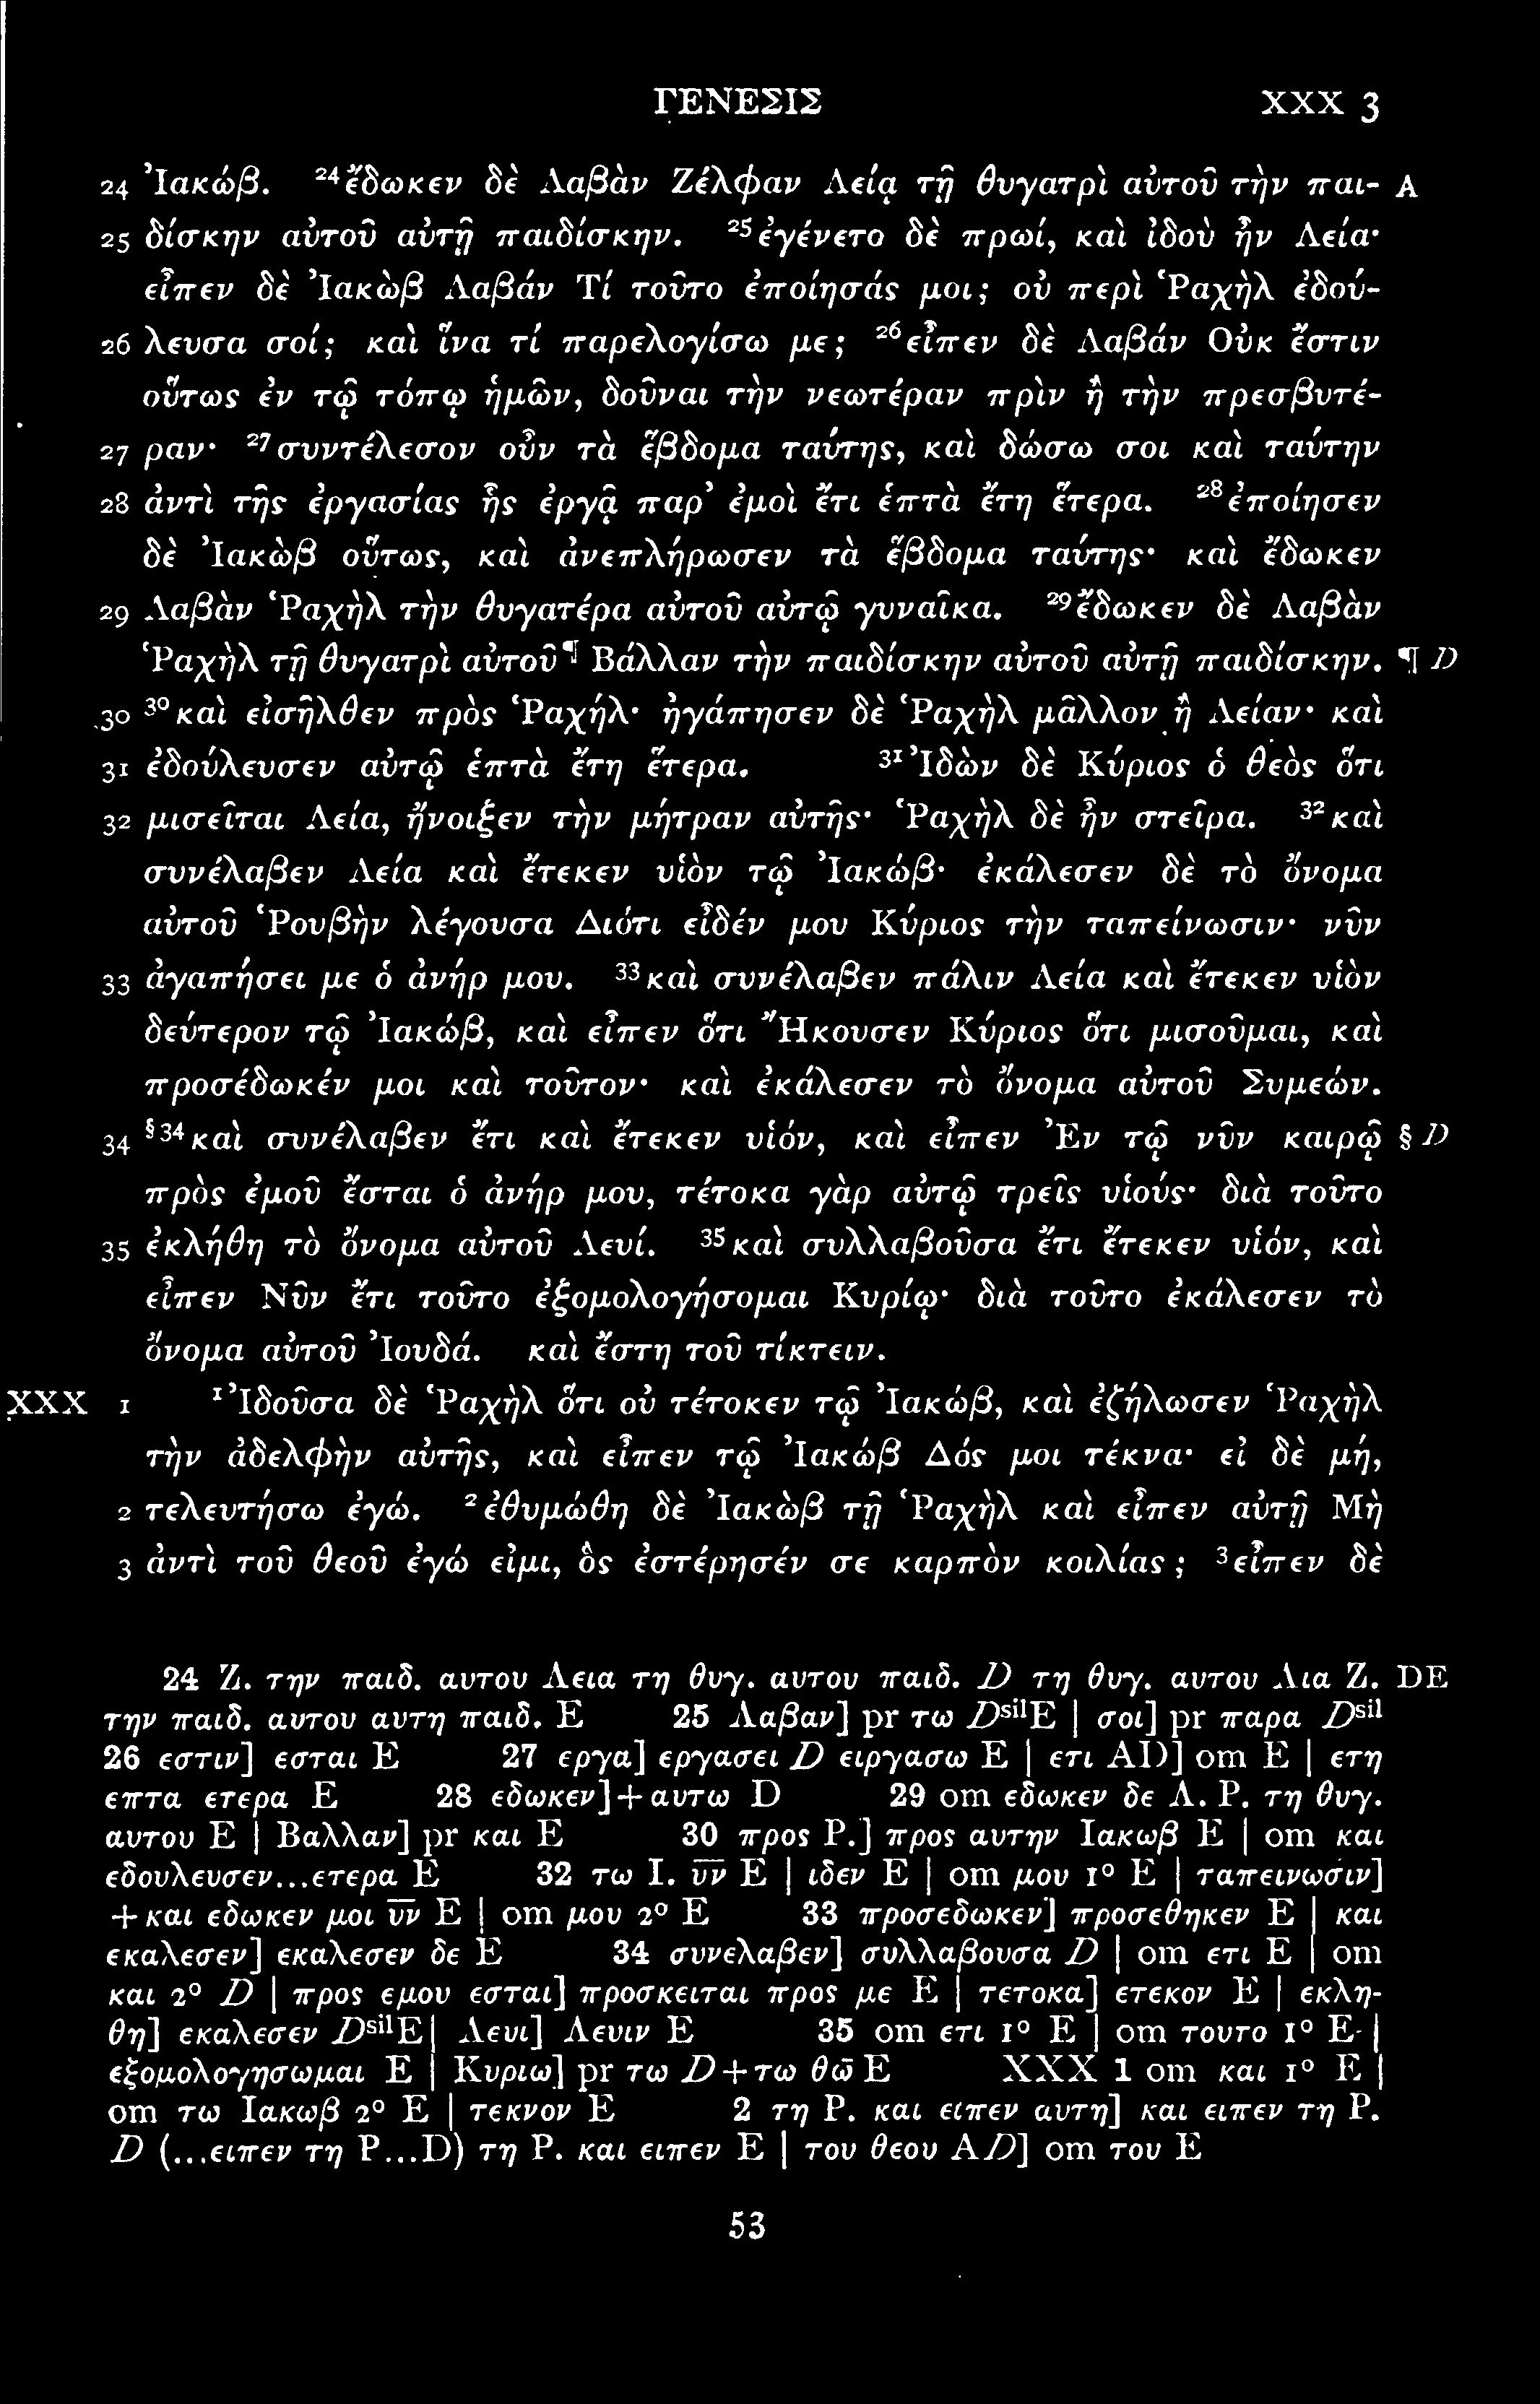 ΓΕΝΕΣΙΣ XXX 3
24 Ἰακώβ. ²⁴ἔδωκεν δὲ Λαβὰν Ζέλφαν Λείᾳ τῇ θυγατρὶ αὐτοῦ τὴν παι- A
25 δίσκην αὐτοῦ αὐτῇ παιδίσκην. ²⁵ἐγένετο δὲ πρωί, καὶ ἰδοὺ ἦν Λεία·
εἶπεν δὲ Ἰακὼβ Λαβάν Τί τοῦτο ἐποίησάς μοι; οὐ περὶ Ῥαχὴλ ἐδού-
26 λευσα σοί; καὶ ἵνα τί παρελογίσω με; ²⁶εἶπεν δὲ Λαβάν Οὐκ ἔστιν
οὕτως ἐν τῷ τόπῳ ἡμῶν, δοῦναι τὴν νεωτέραν πρὶν ἢ τὴν πρεσβυτέ-
27 ραν· ²⁷συντέλεσον οὖν τὰ ἕβδομα ταύτης, καὶ δώσω σοι καὶ ταύτην
28 ἀντὶ τῆς ἐργασίας ἧς ἐργᾷ παρ’ ἐμοὶ ἔτι ἑπτὰ ἔτη ἕτερα. ²⁸ἐποίησεν
δὲ Ἰακὼβ οὕτως, καὶ ἀνεπλήρωσεν τὰ ἕβδομα ταύτης· καὶ ἔδωκεν
29 Λαβὰν Ῥαχὴλ τὴν θυγατέρα αὐτοῦ αὐτῷ γυναῖκα. ²⁹ἔδωκεν δὲ Λαβὰν
Ῥαχὴλ τῇ θυγατρὶ αὐτοῦ¶ Βάλλαν τὴν παιδίσκην αὐτοῦ αὐτῇ παιδίσκην. ¶ D
30 ³⁰καὶ εἰσῆλθεν πρὸς Ῥαχήλ· ἠγάπησεν δὲ Ῥαχὴλ μᾶλλον ἢ Λείαν· καὶ
31 ἐδούλευσεν αὐτῷ ἑπτὰ ἔτη ἕτερα. ³¹Ἰδὼν δὲ Κύριος ὁ θεὸς ὅτι
32 μισεῖται Λεία, ἤνοιξεν τὴν μήτραν αὐτῆς· Ῥαχὴλ δὲ ἦν στεῖρα. ³²καὶ
συνέλαβεν Λεία καὶ ἔτεκεν υἱὸν τῷ Ἰακώβ· ἐκάλεσεν δὲ τὸ ὄνομα
αὐτοῦ Ῥουβὴν λέγουσα Διότι εἶδέν μου Κύριος τὴν ταπείνωσιν· νῦν
33 ἀγαπήσει με ὁ ἀνήρ μου. ³³καὶ συνέλαβεν πάλιν Λεία καὶ ἔτεκεν υἱὸν
δεύτερον τῷ Ἰακώβ, καὶ εἶπεν ὅτι Ἤκουσεν Κύριος ὅτι μισοῦμαι, καὶ
προσέδωκέν μοι καὶ τοῦτον· καὶ ἐκάλεσεν τὸ ὄνομα αὐτοῦ Συμεών.
34 §³⁴καὶ συνέλαβεν ἔτι καὶ ἔτεκεν υἱόν, καὶ εἶπεν Ἐν τῷ νῦν καιρῷ § D
πρὸς ἐμοῦ ἔσται ὁ ἀνήρ μου, τέτοκα γὰρ αὐτῷ τρεῖς υἱούς· διὰ τοῦτο
35 ἐκλήθη τὸ ὄνομα αὐτοῦ Λευί. ³⁵καὶ συλλαβοῦσα ἔτι ἔτεκεν υἱόν, καὶ
εἶπεν Νῦν ἔτι τοῦτο ἐξομολογήσομαι Κυρίῳ· διὰ τοῦτο ἐκάλεσεν τὸ
ὄνομα αὐτοῦ Ἰουδά. καὶ ἔστη τοῦ τίκτειν.
XXX 1 ¹Ἰδοῦσα δὲ Ῥαχὴλ ὅτι οὐ τέτοκεν τῷ Ἰακώβ, καὶ ἐζήλωσεν Ῥαχὴλ
τὴν ἀδελφὴν αὐτῆς, καὶ εἶπεν τῷ Ἰακώβ Δός μοι τέκνα· εἰ δὲ μή,
2 τελευτήσω ἐγώ. ²ἐθυμώθη δὲ Ἰακὼβ τῇ Ῥαχὴλ καὶ εἶπεν αὐτῇ Μὴ
3 ἀντὶ τοῦ θεοῦ ἐγώ εἰμι, ὃς ἐστέρησέν σε καρπὸν κοιλίας; ³εἶπεν δὲ
24 Ζ. την παιδ. αυτου Λεια τη θυγ. αυτου παιδ. D τη θυγ. αυτου Λια Ζ. DE
την παιδ. αυτου αυτη παιδ. E 25 Λαβαν] pr τω DˢⁱˡE | σοι] pr παρα Dˢⁱˡ
26 εστιν] εσται E 27 εργα] εργασει D ειργασω E | ετι AD] om E | ετη
επτα ετερα E 28 εδωκεν]+αυτω D 29 om εδωκεν δε Λ. Ρ. τη θυγ.
αυτου E | Βαλλαν] pr και E 30 προς Ρ.] προς αυτην Ιακωβ E | om και
εδουλευσεν...ετερα E 32 τω Ι. υ̅ν̅ E | ιδεν E | om μου 1° E | ταπεινωσιν]
+και εδωκεν μοι υ̅ν̅ E | om μου 2° E 33 προσεδωκεν] προσεθηκεν E | και
εκαλεσεν] εκαλεσεν δε E 34 συνελαβεν] συλλαβουσα D | om ετι E | om
και 2° D | προς εμου εσται] προσκειται προς με E | τετοκα] ετεκον E | εκλη-
θη] εκαλεσεν DˢⁱˡE | Λευι] Λευιν E 35 om ετι 1° E | om τουτο 1° E |
εξομολογησωμαι E | Κυριω] pr τω D+τω θ̅ω̅ E XXX 1 om και 1° E |
om τω Ιακωβ 2° E | τεκνον E 2 τη Ρ. και ειπεν αυτη] και ειπεν τη Ρ.
D (...ειπεν τη Ρ...D) τη Ρ. και ειπεν E | του θεου AD] om του E
53